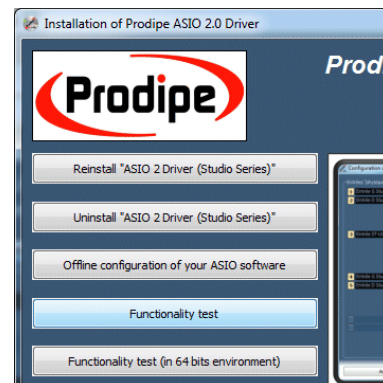 Installation of Prodipe ASIO 2.0 Driver
Prodipe
Prod
Reinstall "ASIO 2 Driver (Studio Series)"
Uninstall "ASIO 2 Driver (Studio Series)"
Offline configuration of your ASIO software
Functionality test
Functionality test (in 64 bits environment)
Configuration